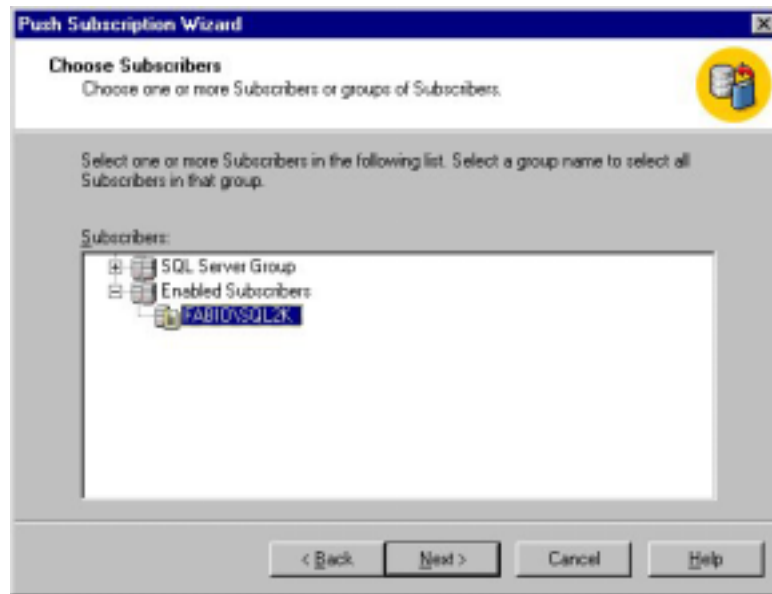 Push Subscription Wizard
Choose Subscribers
Choose one or more Subscribers or groups of Subscribers.
Select one or more Subscribers in the following list. Select a group name to select all
Subscribers in that group.
Subscribers:
SQL Server Group
Enabled Subscribers
FABIO\SQL2K
< Back
Next >
Cancel
Help